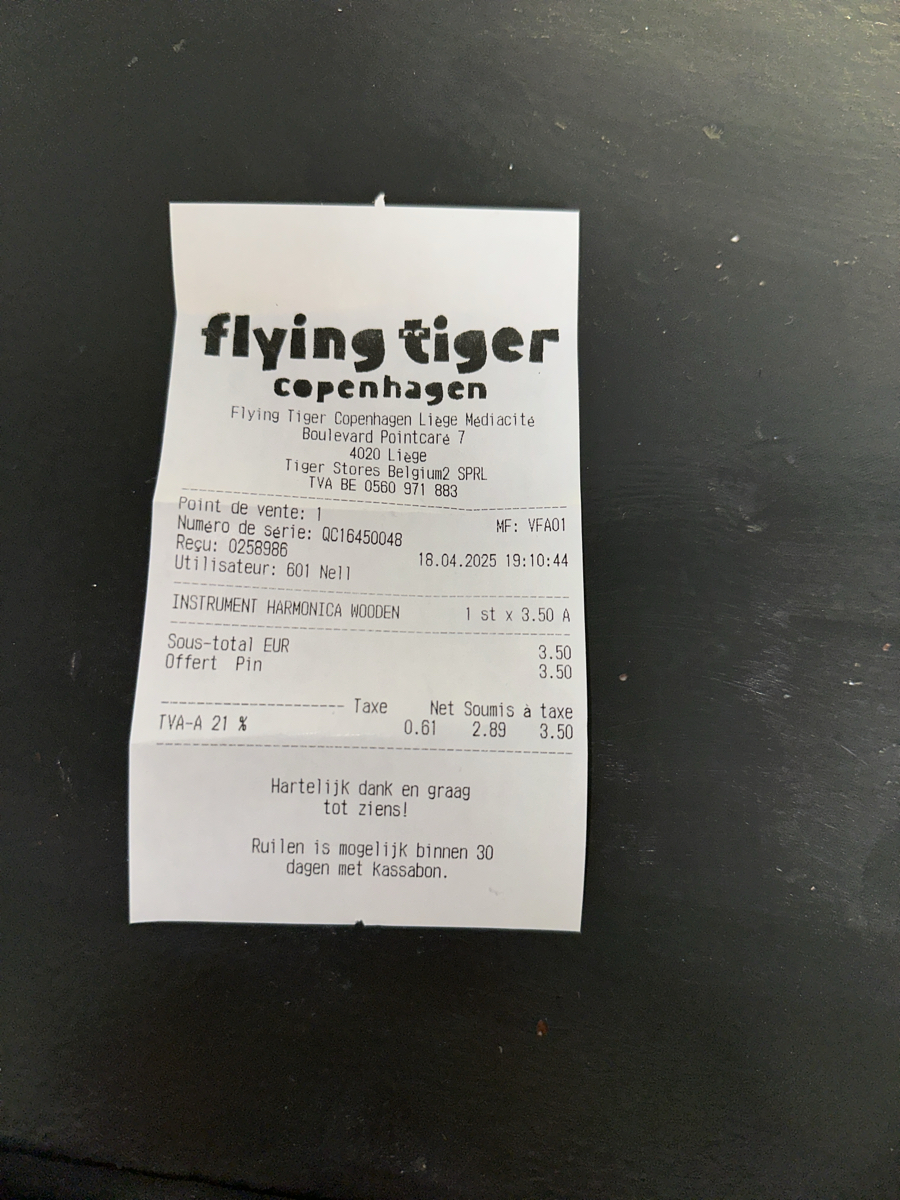 flying tiger
copenhagen
Flying Tiger Copenhagen Liège Médiacité
Boulevard Pointcaré 7
4020 Liège
Tiger Stores Belgium2 SPRL
TVA BE 0560 971 883
Point de vente: 1 MF: VFA01
Numéro de série: QC16450048
Reçu: 0258986 18.04.2025 19:10:44
Utilisateur: 601 Nell
INSTRUMENT HARMONICA WOODEN 1 st x 3.50 A
Sous-total EUR 3.50
Offert Pin 3.50
Taxe Net Soumis à taxe
TVA-A 21 % 0.61 2.89 3.50
Hartelijk dank en graag
tot ziens!
Ruilen is mogelijk binnen 30
dagen met Kassabon.